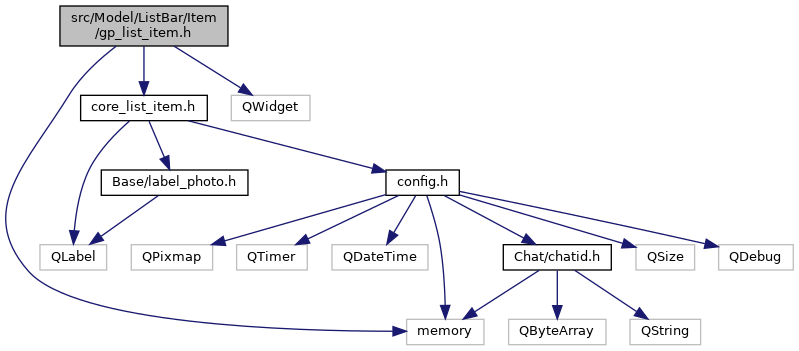 src/Model/ListBar/Item
/gp_list_item.h
core_list_item.h
QWidget
Base/label_photo.h
config.h
QLabel
QPixmap
QTimer
QDateTime
Chat/chatid.h
QSize
QDebug
memory
QByteArray
QString